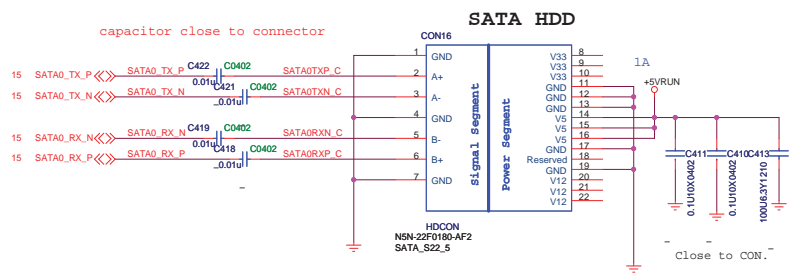 SATA HDD
capacitor close to connector
CON16
1 GND
V33 8
V33 9
V33 10
GND 11
GND 12
GND 13
V5 14
V5 15
V5 16
GND 17
Reserved 18
GND 19
V12 20
V12 21
V12 22
1A
+5VRUN
15 SATA0_TX_P SATA0_TX_P C422 C0402 0.01u SATA0TXP_C 2 A+
15 SATA0_TX_N SATA0_TX_N C421 C0402 0.01u SATA0TXN_C 3 A-
4 GND
15 SATA0_RX_N SATA0_RX_N C419 C0402 0.01u SATA0RXN_C 5 B-
15 SATA0_RX_P SATA0_RX_P C418 C0402 0.01u SATA0RXP_C 6 B+
7 GND
Signal Segment
Power Segment
C411
0.1U10X0402
C410
0.1U10X0402
C413
100U6.3Y1210
HDCON
N5N-22F0180-AF2
SATA_S22_5
Close to CON.